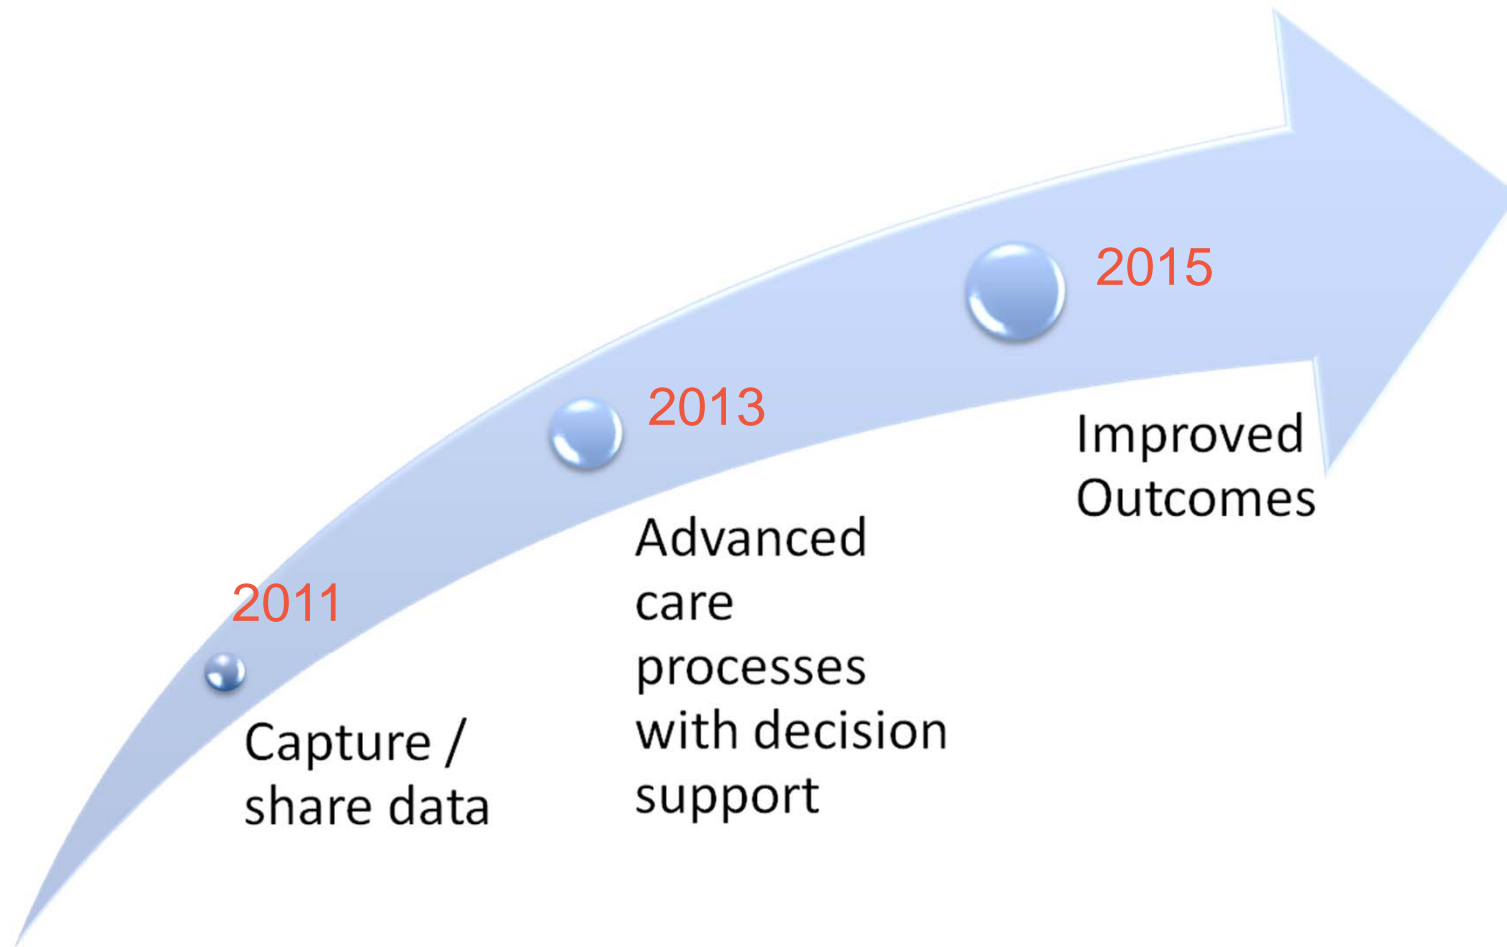 2011
Capture /
share data
2013
Advanced
care
processes
with decision
support
2015
Improved
Outcomes